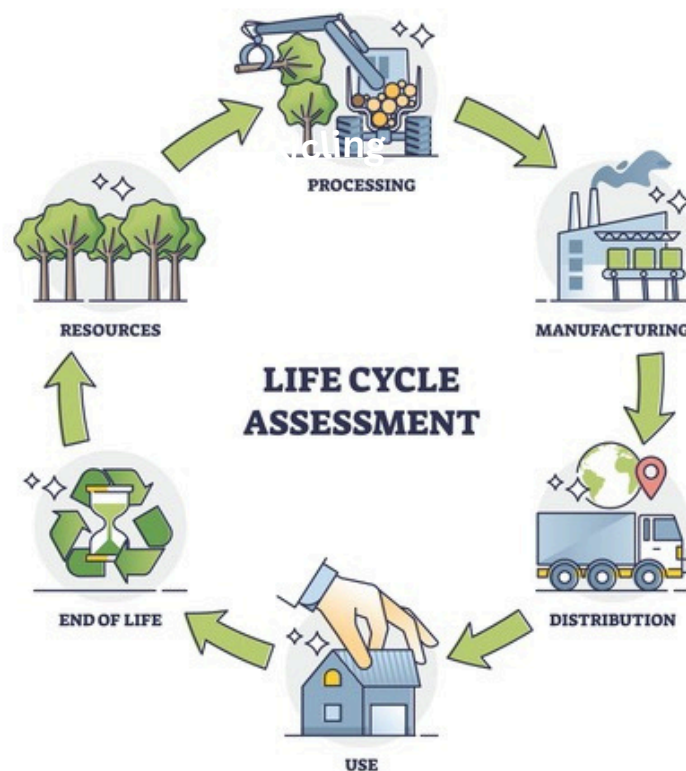 PROCESSING
RESOURCES
MANUFACTURING
LIFE CYCLE
ASSESSMENT
END OF LIFE
DISTRIBUTION
USE